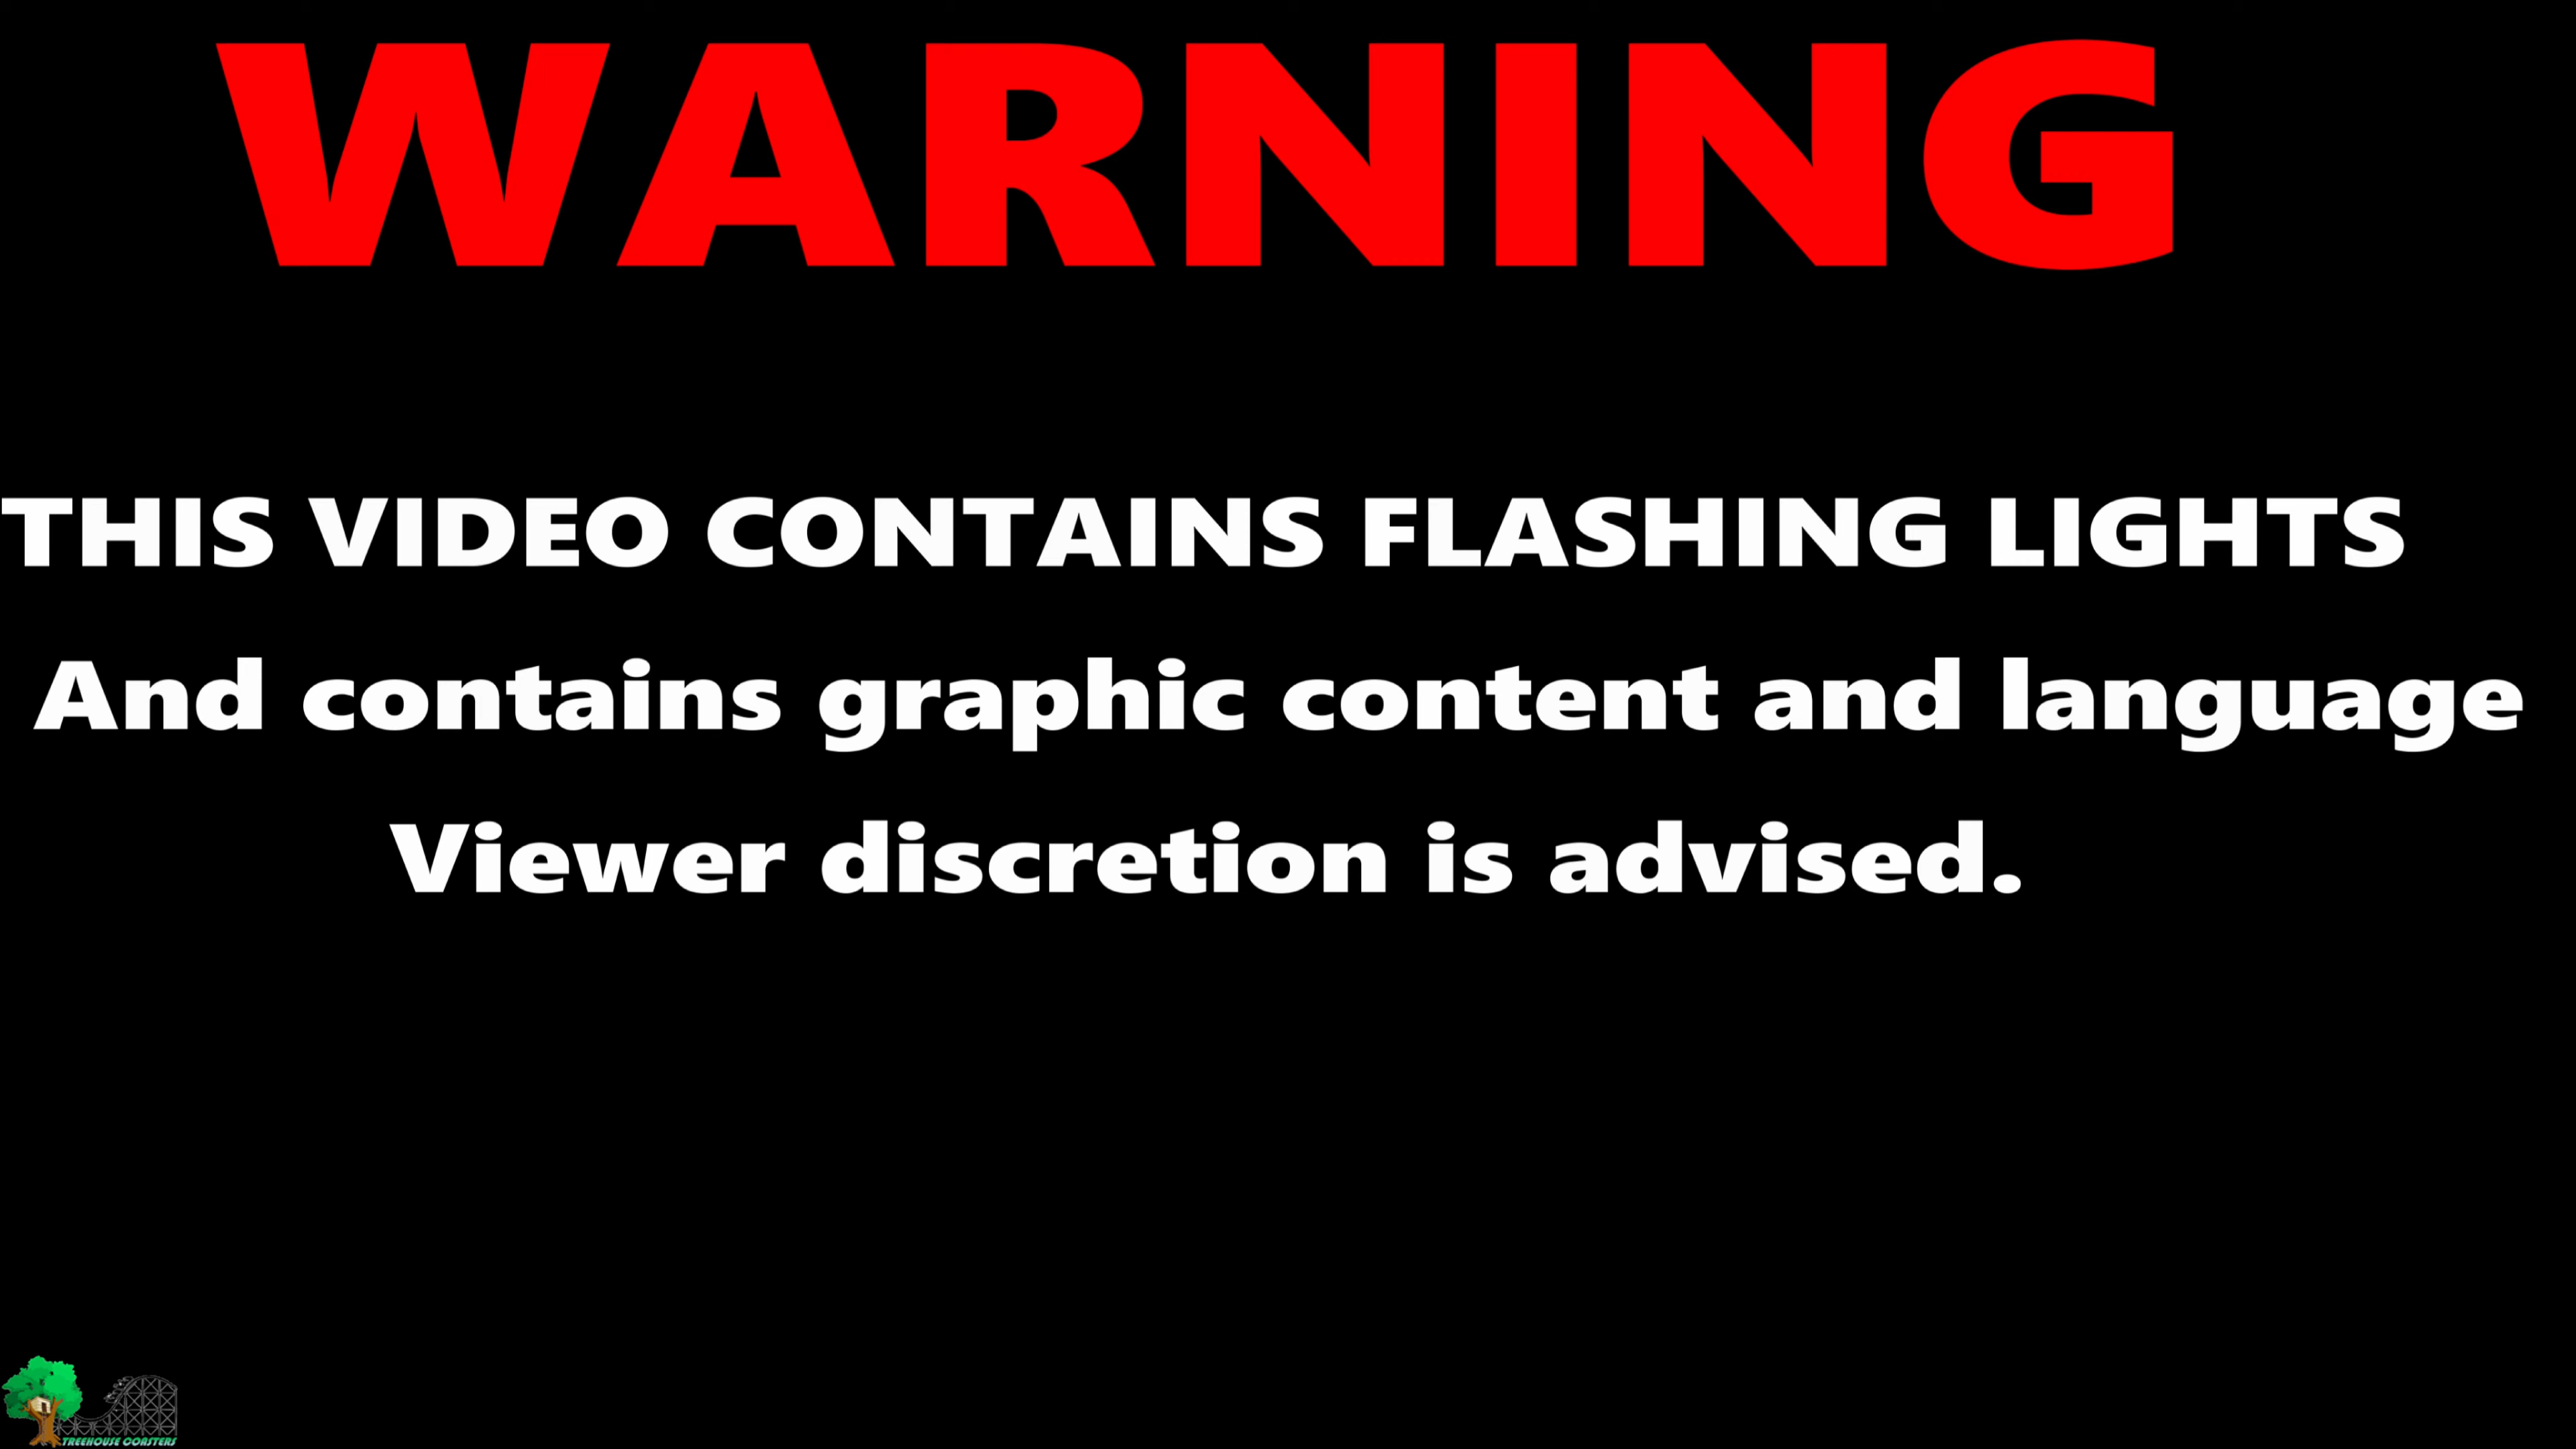 WARNING
THIS VIDEO CONTAINS FLASHING LIGHTS
And contains graphic content and language
Viewer discretion is advised.
TREEHOUSE COASTERS